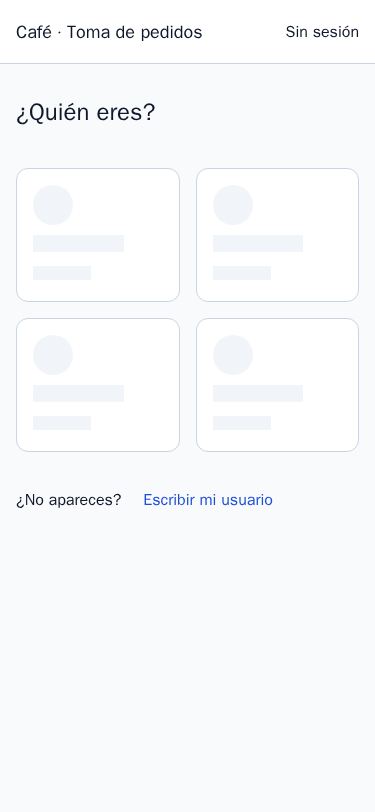 Café · Toma de pedidos
Sin sesión
¿Quién eres?
¿No apareces? Escribir mi usuario